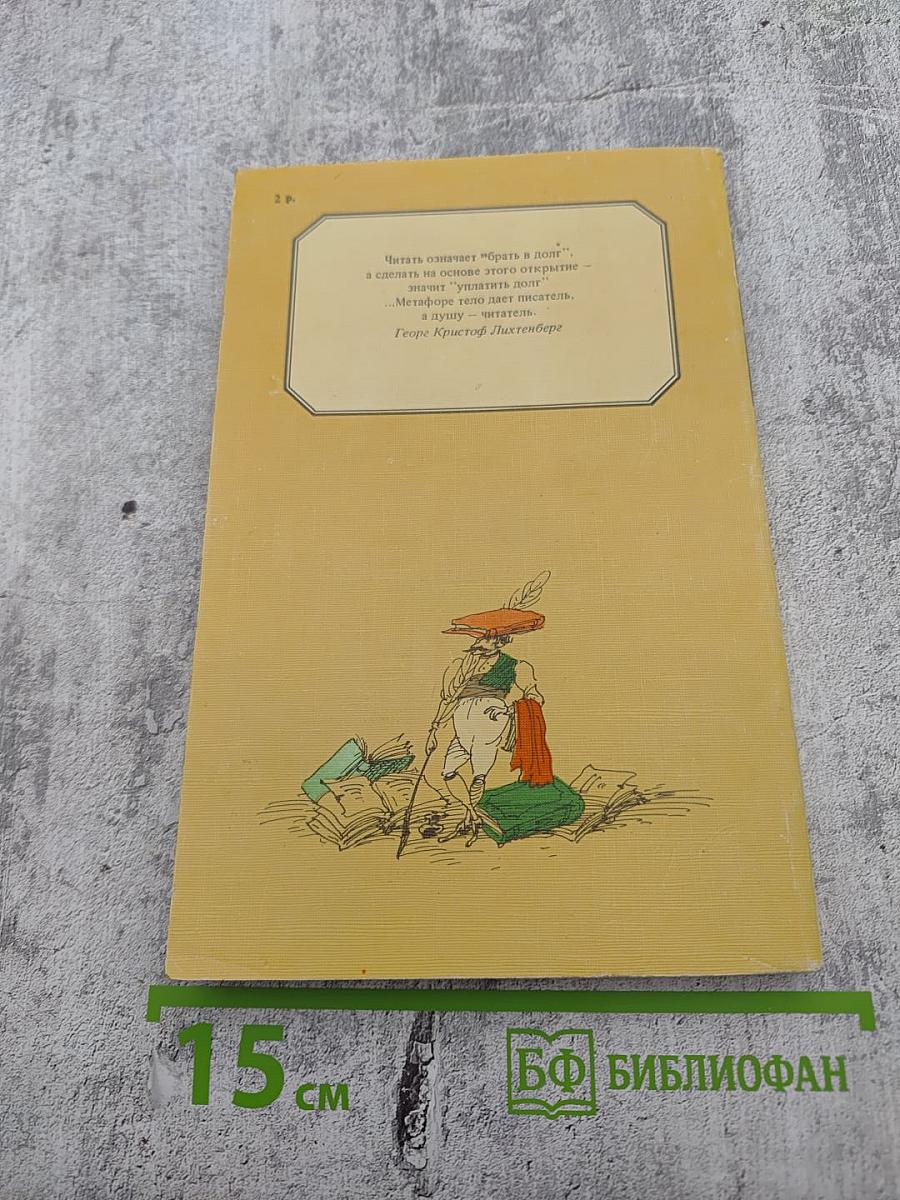 2 р.
Читать означает "брать в долг",
а сделать на основе этого открытие –
значит "уплатить долг"
...Метафоре тело дает писатель,
а душу – читатель.
Георг Кристоф Лихтенберг
15 см
БФ БИБЛИОФАН